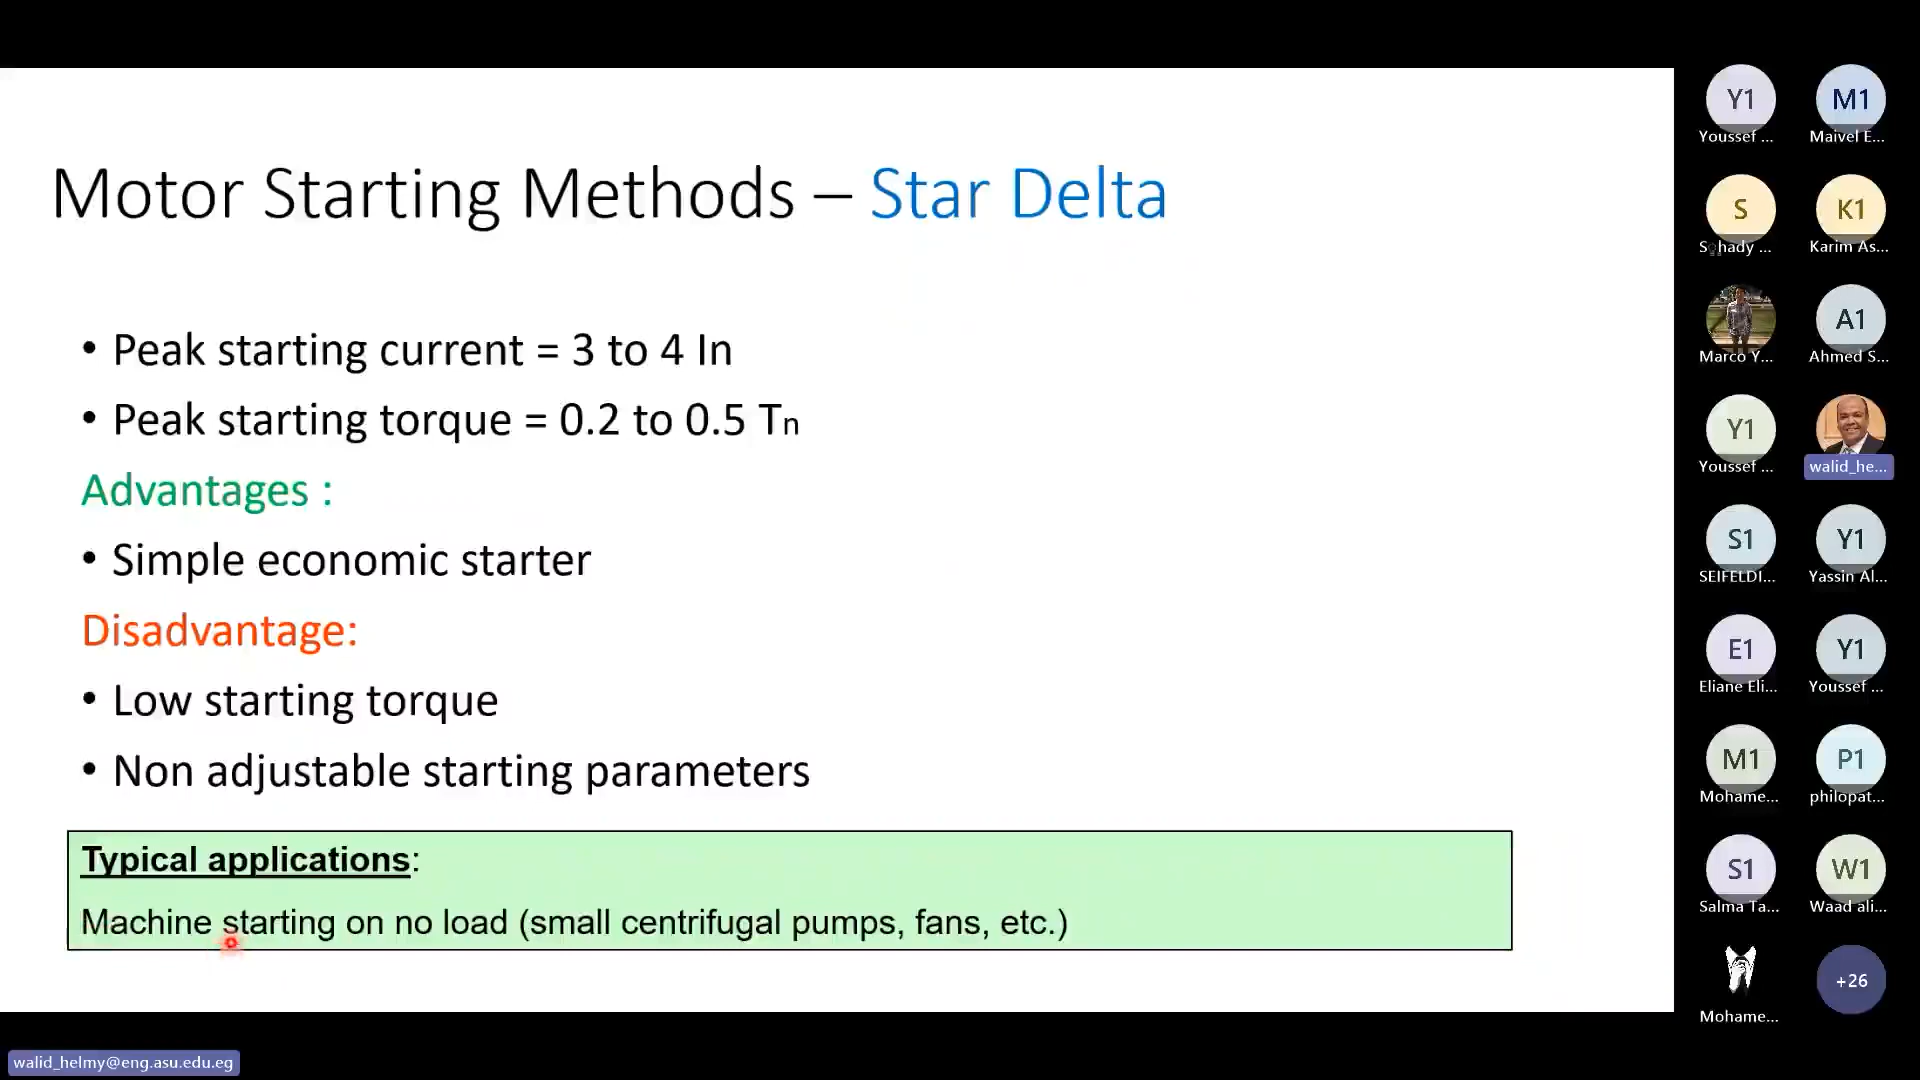 Motor Starting Methods – Star Delta
• Peak starting current = 3 to 4 In
• Peak starting torque = 0.2 to 0.5 Tn
Advantages :
• Simple economic starter
Disadvantage:
• Low starting torque
• Non adjustable starting parameters
Typical applications:
Machine starting on no load (small centrifugal pumps, fans, etc.)
Y1 M1
Youssef ... Maivel E...
S K1
hady ... Karim As...
A1
Marco Y... Ahmed S...
Y1
Youssef ... walid_he...
S1 Y1
SEIFELDI... Yassin Al...
E1 Y1
Eliane Eli... Youssef ...
M1 P1
Mohame... philopat...
S1 W1
Salma Ta... Waad ali...
+26
Mohame...
walid_helmy@eng.asu.edu.eg